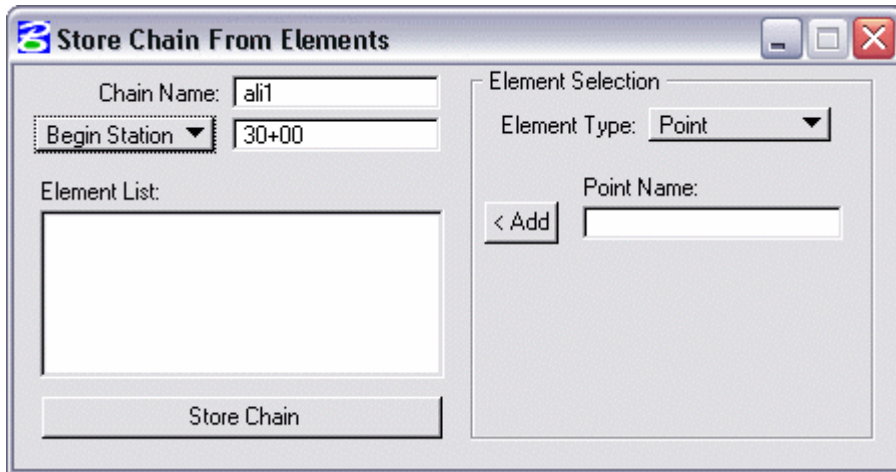 Store Chain From Elements
Chain Name: ali1
Begin Station 30+00
Element List:
Store Chain
Element Selection
Element Type: Point
Point Name:
< Add